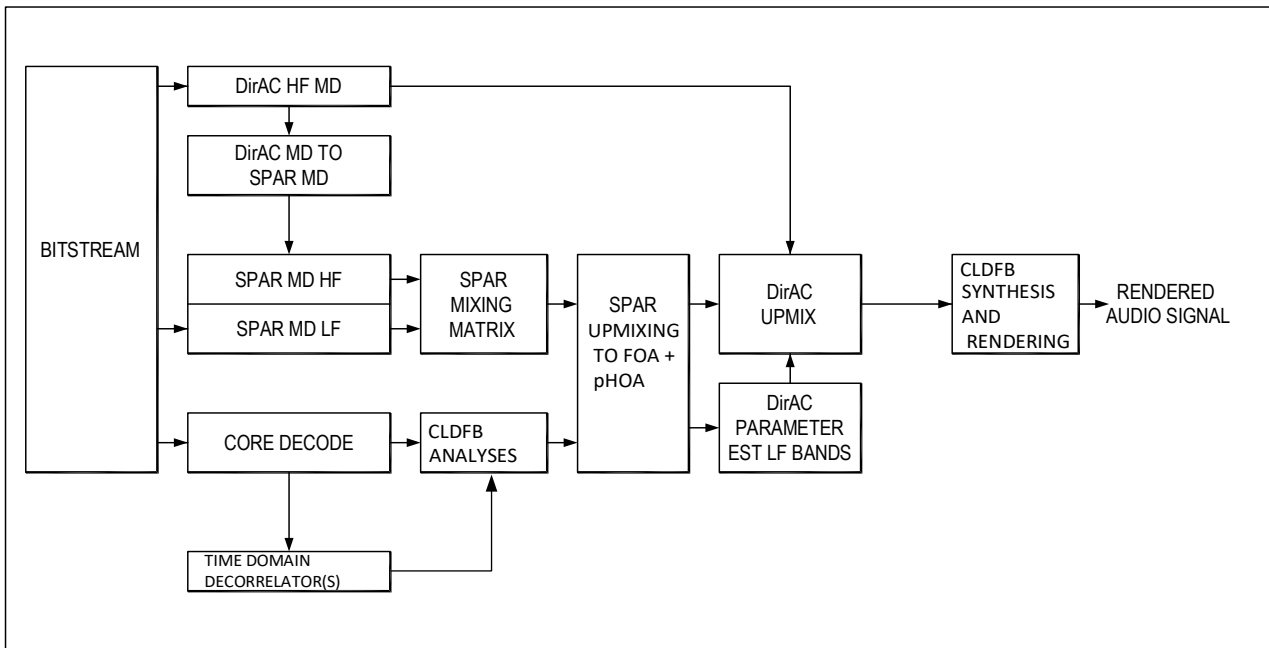 BITSTREAM
DirAC HF MD
DirAC MD TO
SPAR MD
SPAR MD HF
SPAR MD LF
SPAR
MIXING
MATRIX
CORE DECODE
CLDFB
ANALYSES
TIME DOMAIN
DECORRELATOR(S)
SPAR
UPMIXING
TO FOA +
pHOA
DirAC
UPMIX
DirAC
PARAMETER
EST LF BANDS
CLDFB
SYNTHESIS
AND
RENDERING
RENDERED
AUDIO SIGNAL